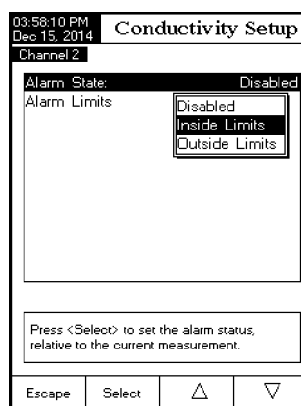 03:58:10 PM
Dec 15, 2014
Conductivity Setup
Channel 2
Alarm State: Disabled
Alarm Limits
Disabled
Inside Limits
Outside Limits
Press <Select> to set the alarm status,
relative to the current measurement.
Escape Select △ ▽